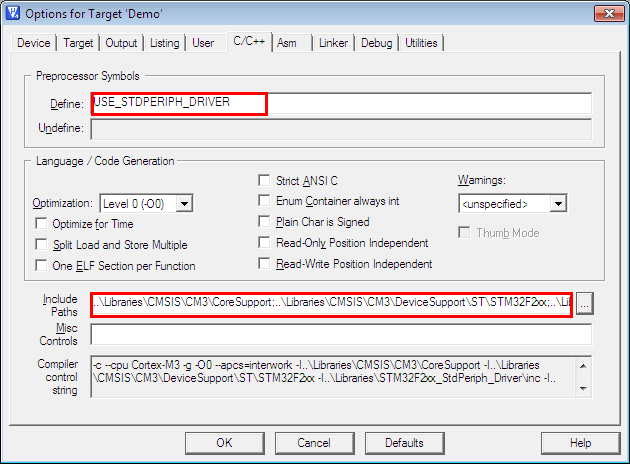 Options for Target 'Demo'
Device Target Output Listing User C/C++ Asm Linker Debug Utilities
Preprocessor Symbols
Define: USE_STDPERIPH_DRIVER
Undefine:
Language / Code Generation
Strict ANSI C
Warnings:
Optimization: Level 0 (-O0)
Enum Container always int
<unspecified>
Optimize for Time
Plain Char is Signed
Thumb Mode
Split Load and Store Multiple
Read-Only Position Independent
One ELF Section per Function
Read-Write Position Independent
Include
Paths
..\Libraries\CMSIS\CM3\CoreSupport;..\Libraries\CMSIS\CM3\DeviceSupport\ST\STM32F2xx;..\Lib
...
Misc
Controls
Compiler
control
string
-c --cpu Cortex-M3 -g -O0 --apcs=interwork -I..\Libraries\CMSIS\CM3\CoreSupport -I..\Libraries
\CMSIS\CM3\DeviceSupport\ST\STM32F2xx -I..\Libraries\STM32F2xx_StdPeriph_Driver\inc -I..
OK Cancel Defaults Help